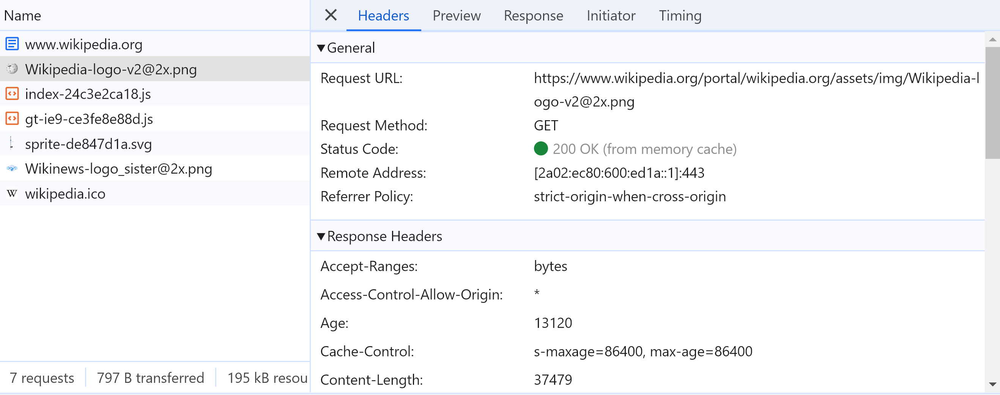 Name
www.wikipedia.org
Wikipedia-logo-v2@2x.png
index-24c3e2ca18.js
gt-ie9-ce3fe8e88d.js
sprite-de847d1a.svg
Wikinews-logo_sister@2x.png
W wikipedia.ico
7 requests 797 B transferred 195 kB resou
Headers Preview Response Initiator Timing
General
Request URL: https://www.wikipedia.org/portal/wikipedia.org/assets/img/Wikipedia-l
ogo-v2@2x.png
Request Method: GET
Status Code: 200 OK (from memory cache)
Remote Address: [2a02:ec80:600:ed1a::1]:443
Referrer Policy: strict-origin-when-cross-origin
Response Headers
Accept-Ranges: bytes
Access-Control-Allow-Origin: *
Age: 13120
Cache-Control: s-maxage=86400, max-age=86400
Content-Length: 37479